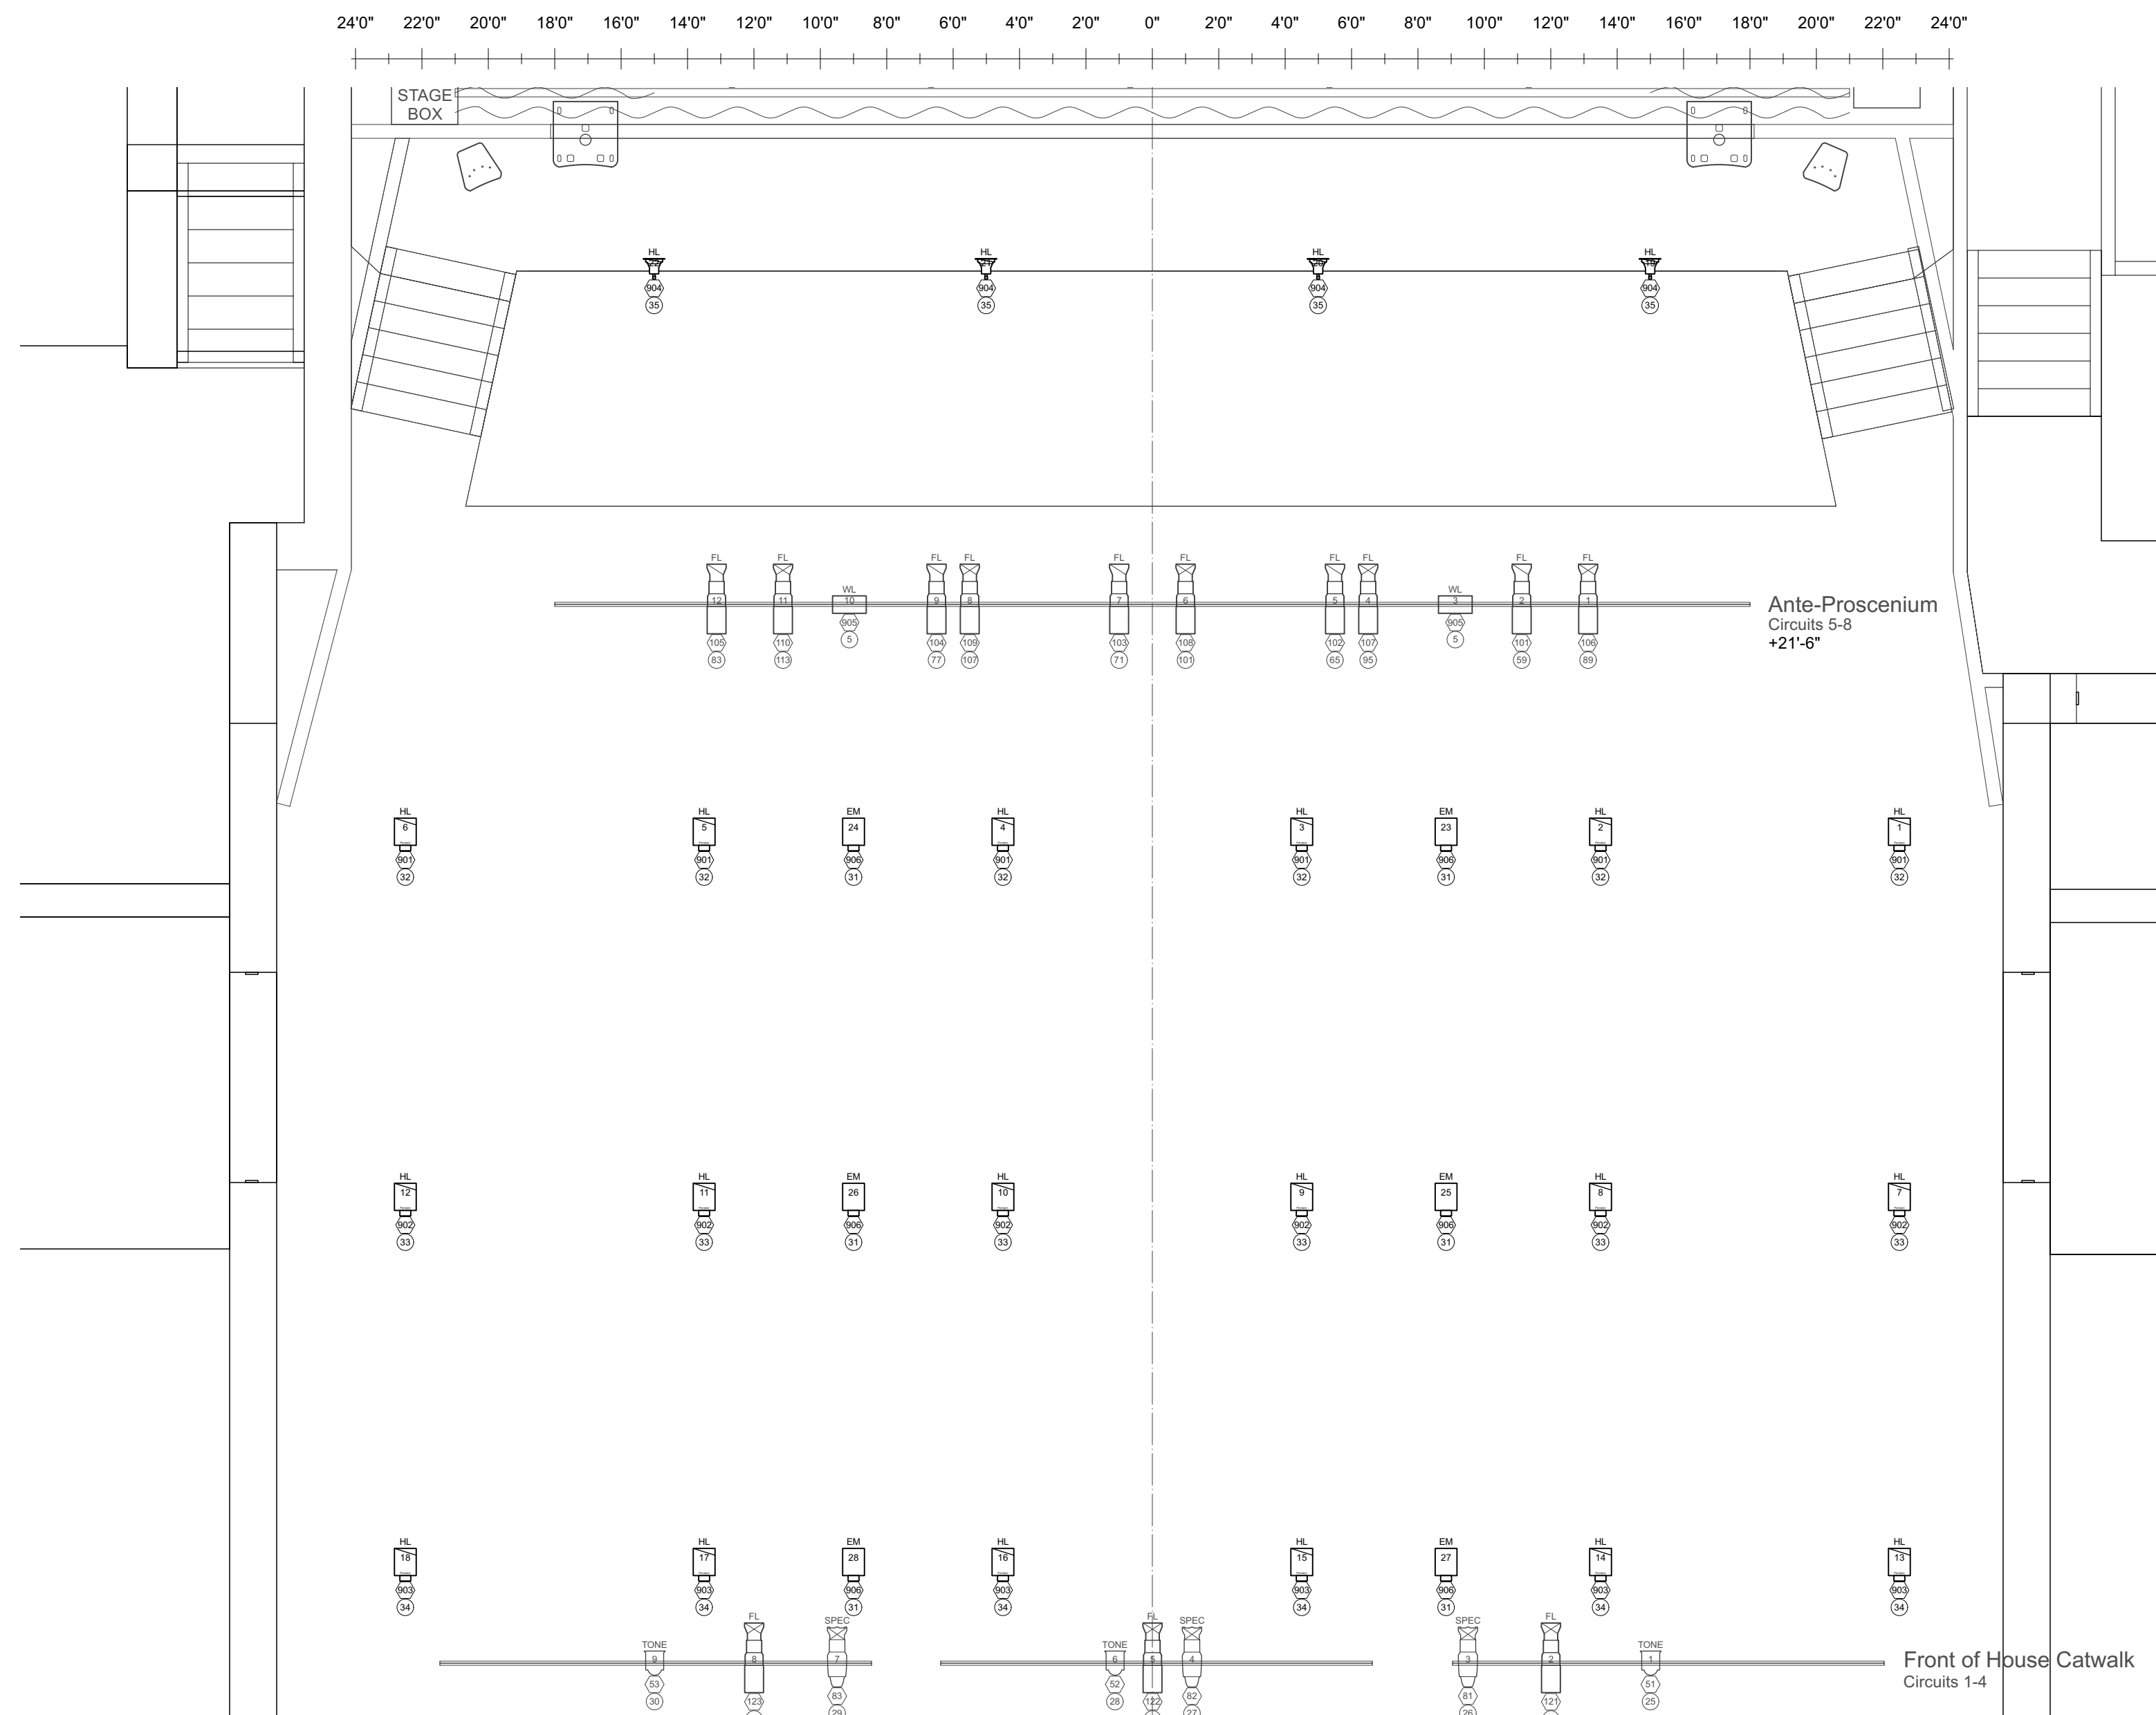 24'0" 22'0" 20'0" 18'0" 16'0" 14'0" 12'0" 10'0" 8'0" 6'0" 4'0" 2'0" 0" 2'0" 4'0" 6'0" 8'0" 10'0" 12'0" 14'0" 16'0" 18'0" 20'0" 22'0" 24'0"
STAGE
BOX
HL HL HL HL
22 21 20 19
904 904 904 904
35 35 35 35
FL FL FL FL FL FL FL FL FL FL
WL WL
12 11 10 9 8 7 6 5 4 3 2 1
Ante-Proscenium
905 905
Circuits 5-8
105 110 5 104 109 103 108 102 107 5 101 106
+21'-6"
83 113 77 107 71 101 65 95 59 89
HL HL EM HL HL EM HL HL
6 5 24 4 3 23 2 1
901 901 906 901 901 906 901 901
32 32 31 32 32 31 32 32
HL HL EM HL HL EM HL HL
12 11 26 10 9 25 8 7
902 902 906 902 902 906 902 902
33 33 31 33 33 31 33 33
HL HL EM HL HL EM HL HL
18 17 28 16 15 27 14 13
903 903 906 903 903 906 903 903
34 34 31 34 34 31 34 34
FL SPEC FL SPEC SPEC FL
TONE TONE TONE
9 8 7 6 5 4 3 2 1
Front of House Catwalk
Circuits 1-4
53 52 51
83 82 81
30 123 28 122 121 25
29 27 26